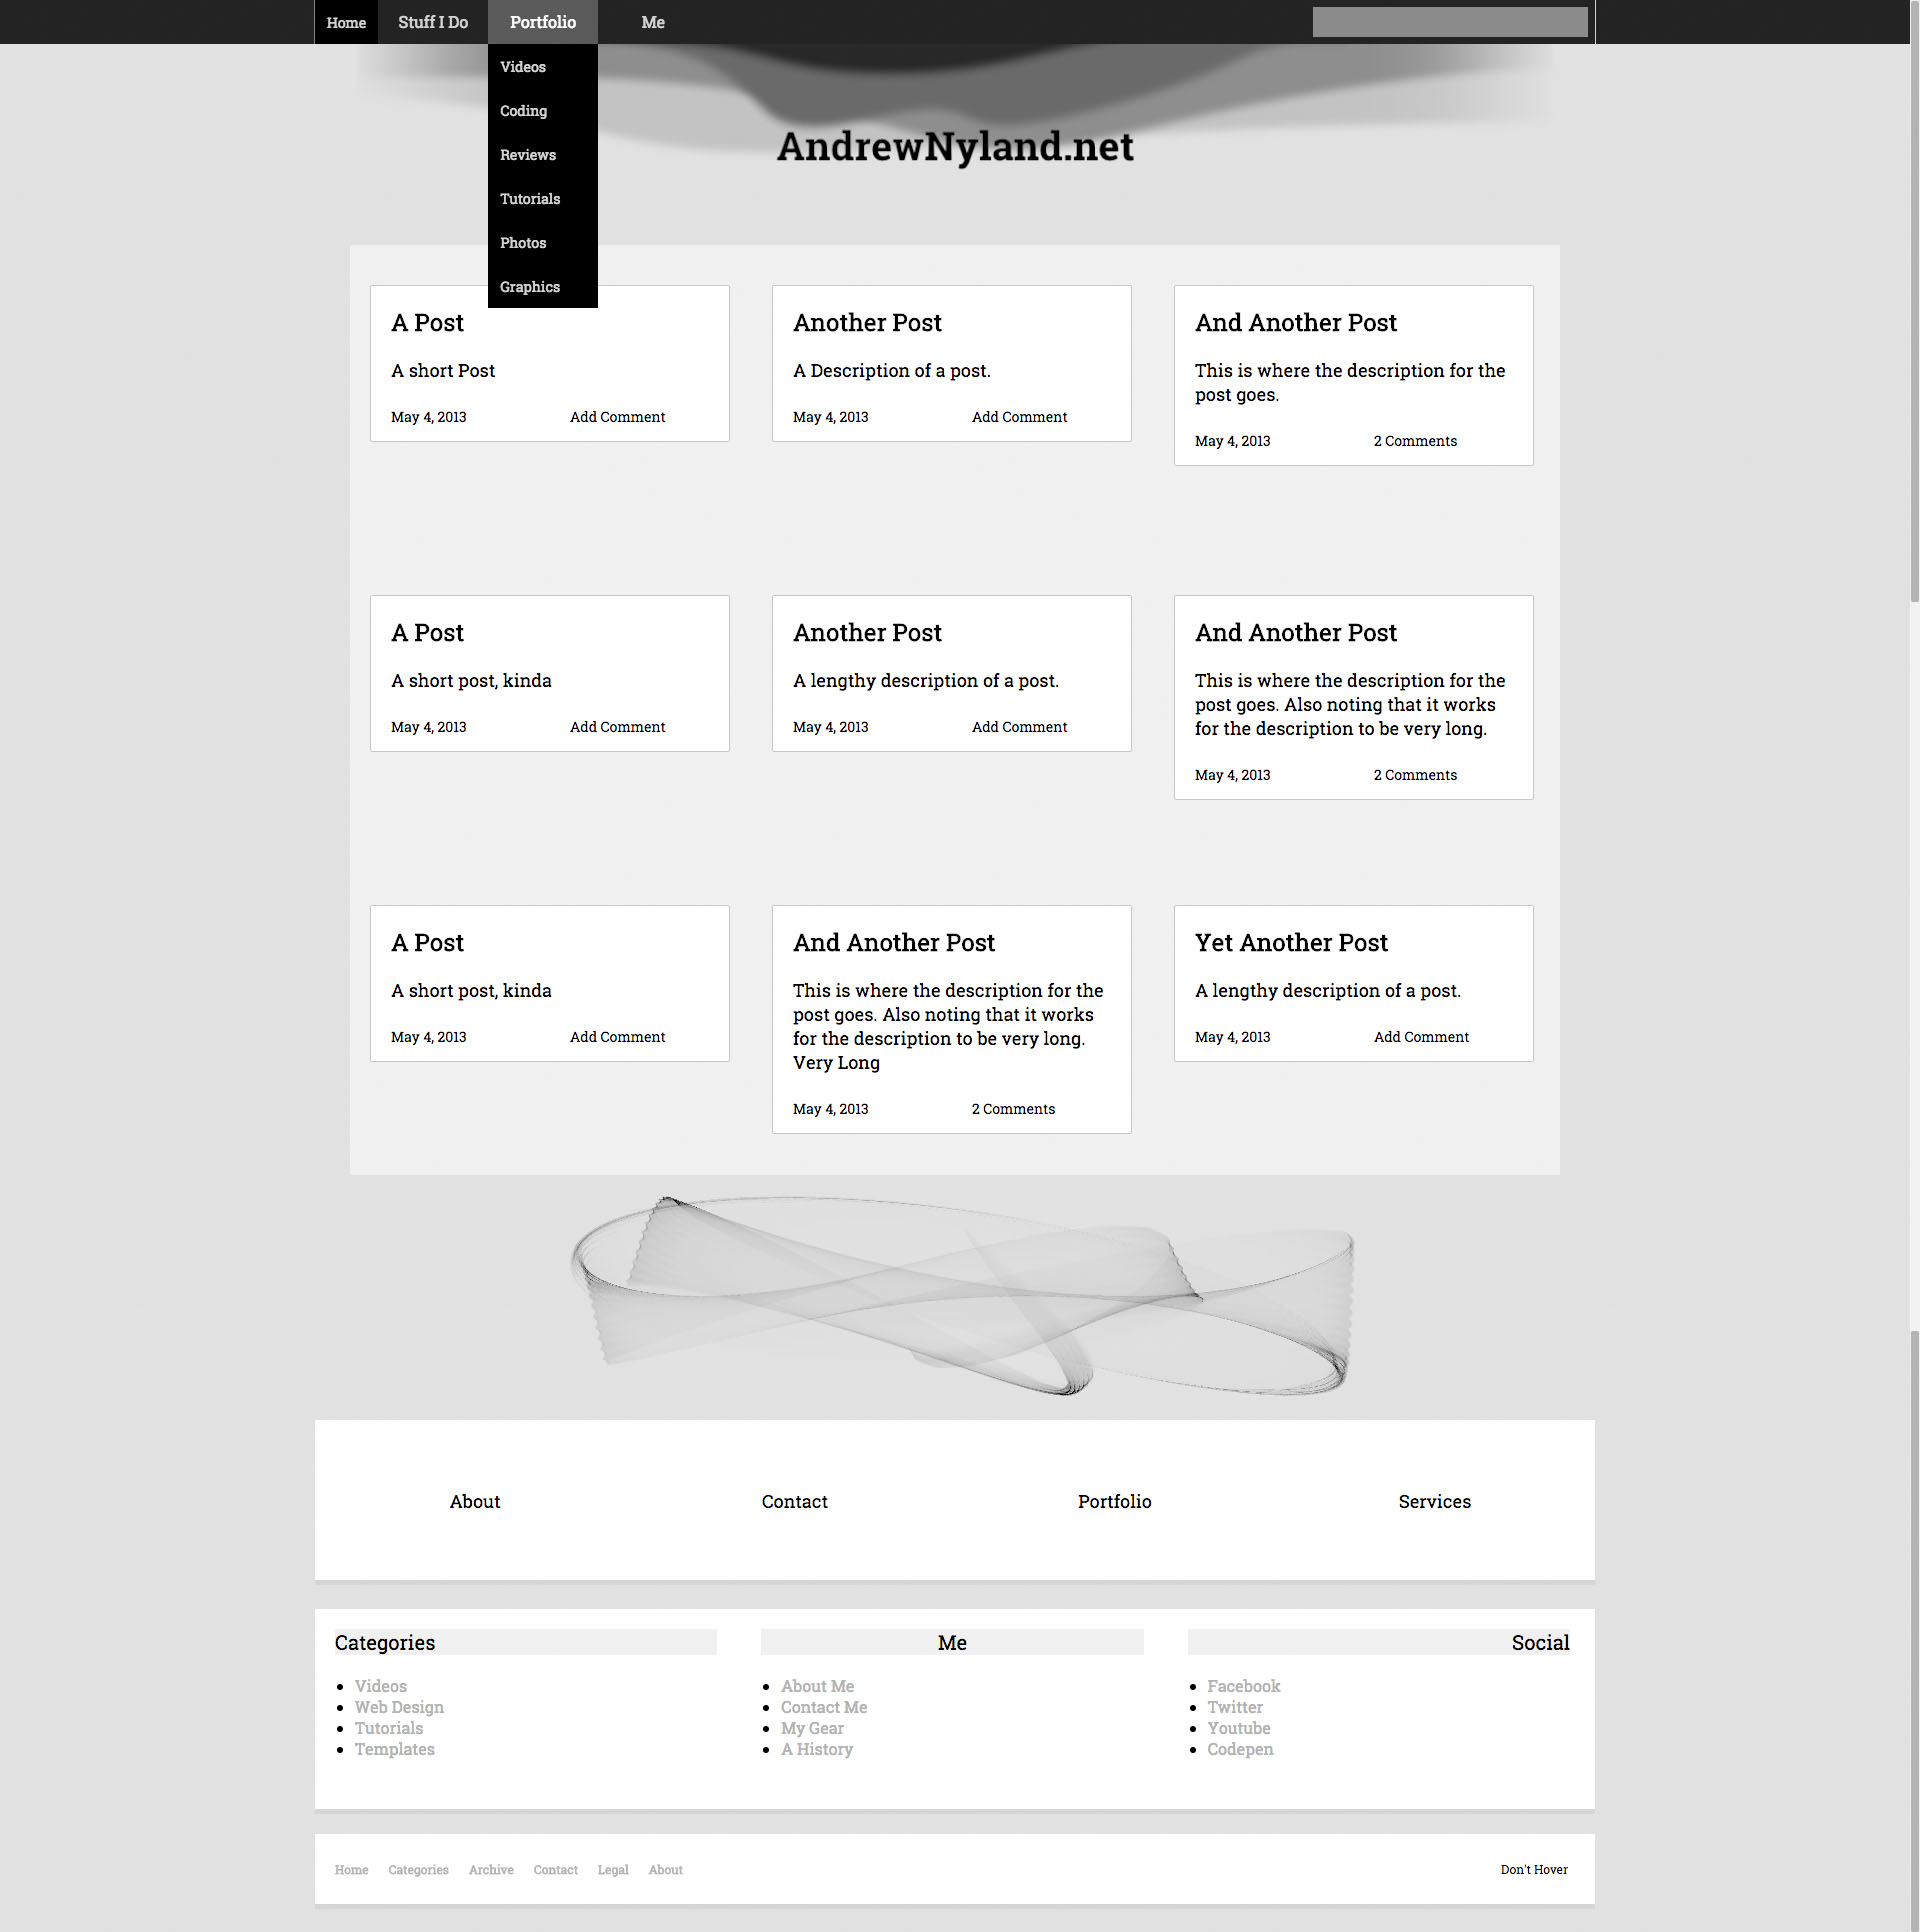 Home
Stuff I Do
Portfolio
Me
Videos
Coding
Reviews
Tutorials
Photos
Graphics
AndrewNyland.net
A Post
A short Post
May 4, 2013
Add Comment
Another Post
A Description of a post.
May 4, 2013
Add Comment
And Another Post
This is where the description for the
post goes.
May 4, 2013
2 Comments
A Post
A short post, kinda
May 4, 2013
Add Comment
Another Post
A lengthy description of a post.
May 4, 2013
Add Comment
And Another Post
This is where the description for the
post goes. Also noting that it works
for the description to be very long.
May 4, 2013
2 Comments
A Post
A short post, kinda
May 4, 2013
Add Comment
And Another Post
This is where the description for the
post goes. Also noting that it works
for the description to be very long.
Very Long
May 4, 2013
2 Comments
Yet Another Post
A lengthy description of a post.
May 4, 2013
Add Comment
About
Contact
Portfolio
Services
Categories
Videos
Web Design
Tutorials
Templates
Me
About Me
Contact Me
My Gear
A History
Social
Facebook
Twitter
Youtube
Codepen
Home
Categories
Archive
Contact
Legal
About
Don't Hover